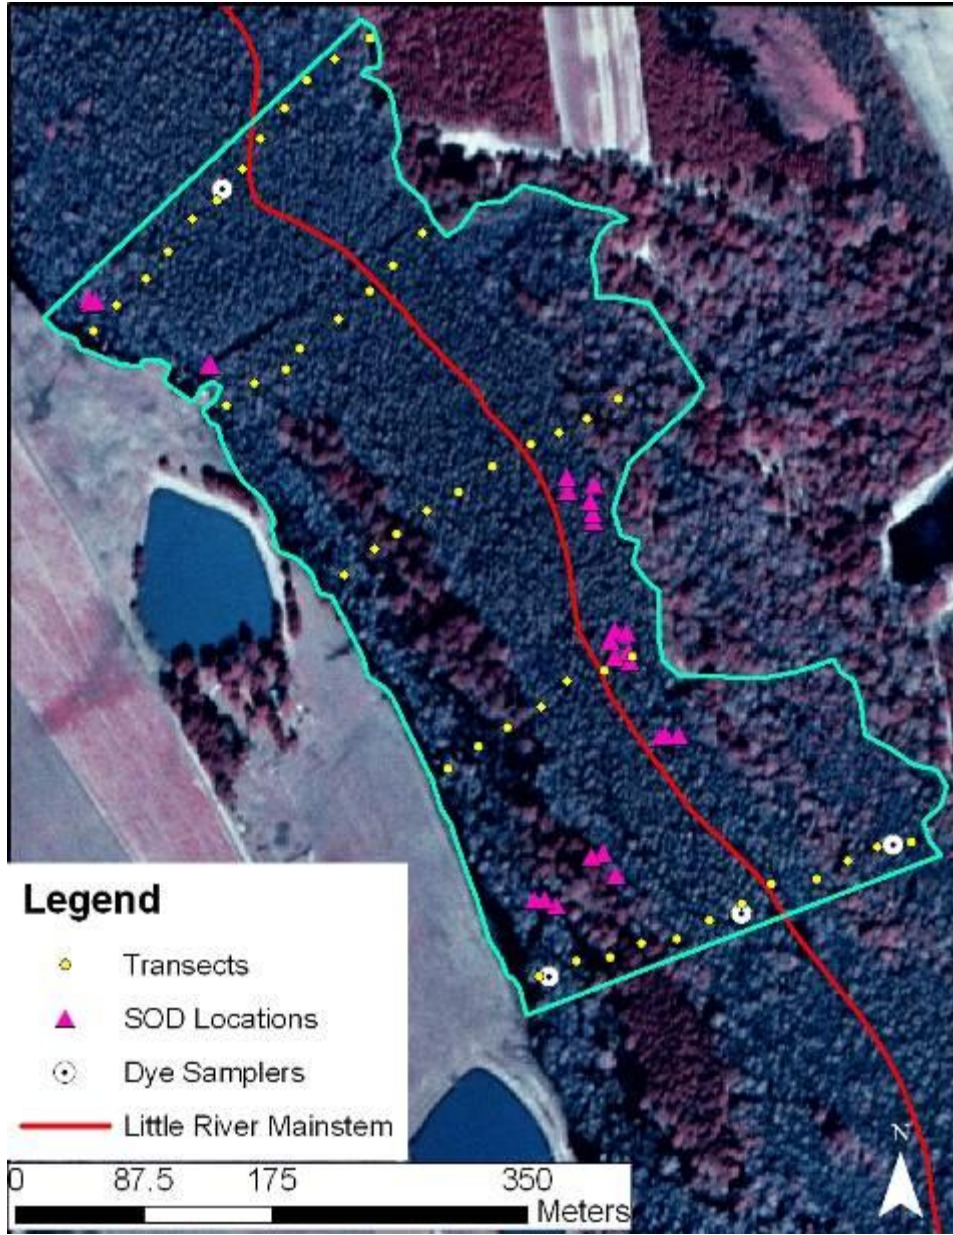 N
Legend
Transects
SOD Locations
Dye Samplers
Little River Mainstem
0 87.5 175 350
Meters